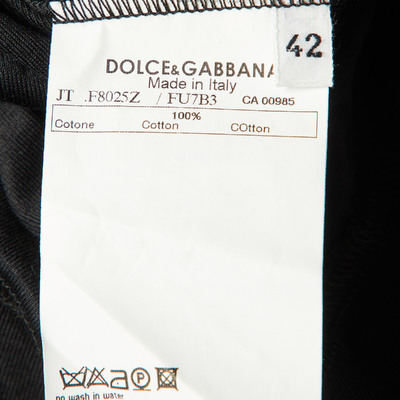 42
DOLCE&GABBANA
Made in Italy
JT .F8025Z / FU7B3 CA 00985
100%
Cotone Cotton COtton
A P
no wash in water